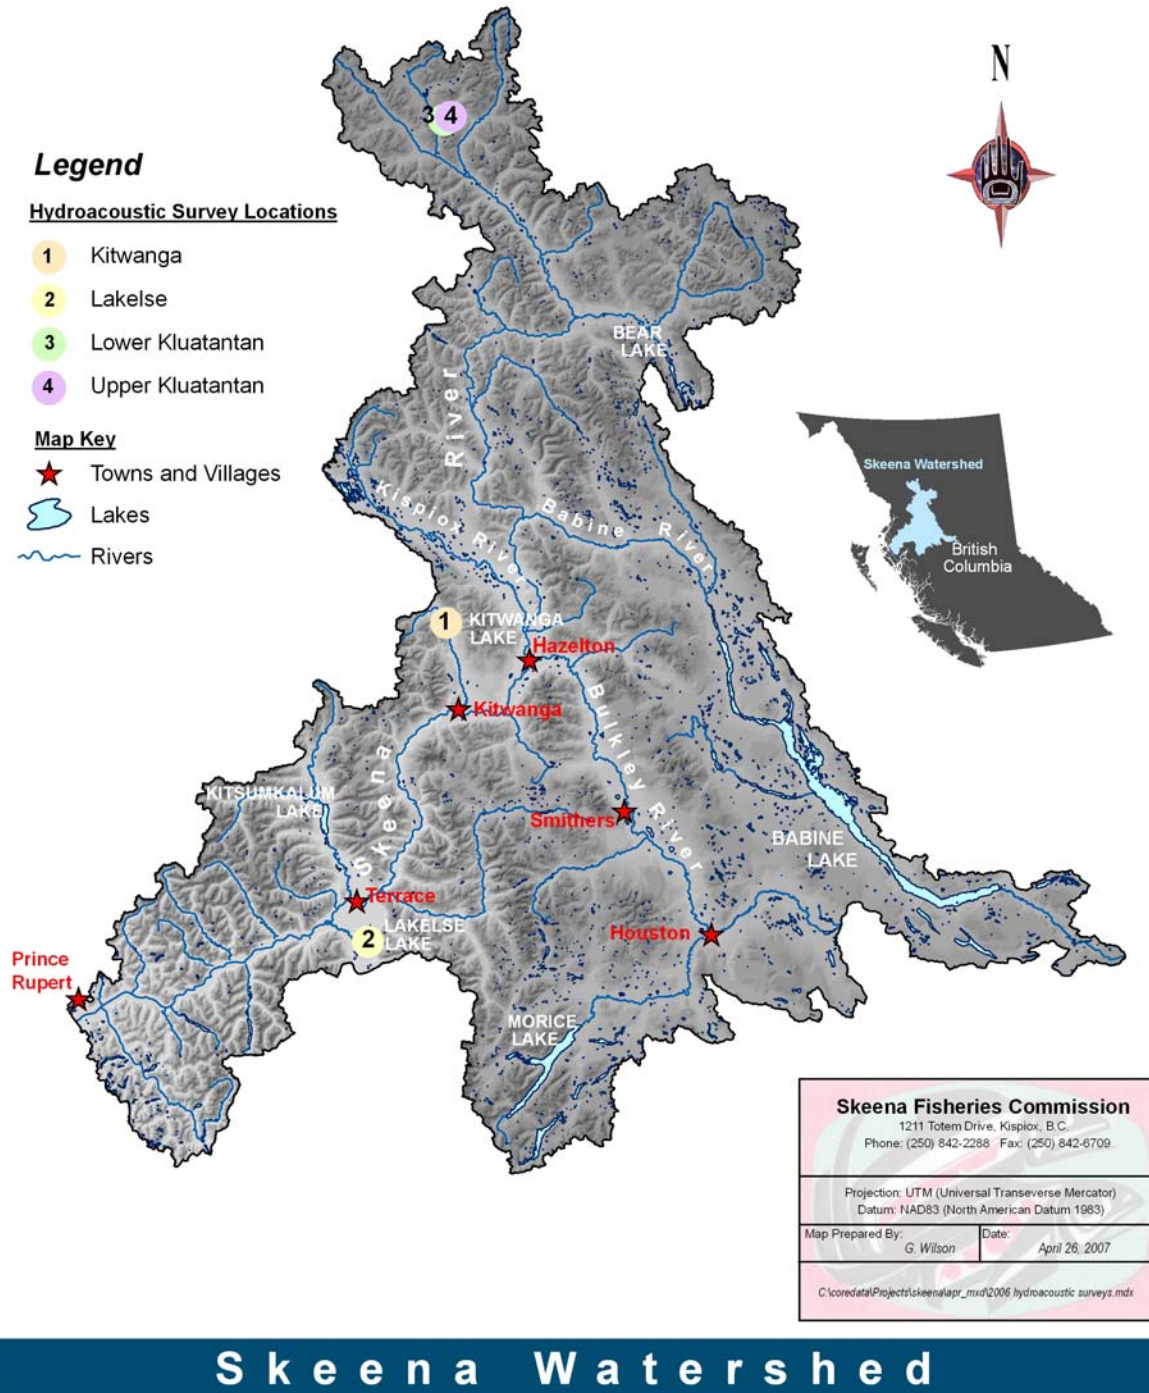 N
3 4
Legend
Hydroacoustic Survey Locations
1 Kitwanga
2 Lakelse
3 Lower Kluatantan
4 Upper Kluatantan
Map Key
Towns and Villages
Lakes
Rivers
BEAR
LAKE
River
Kispiox River
Babine River
Skeena Watershed
British
Columbia
1
KITWANGA
LAKE
Hazelton
Kitwanga
Bulkley River
Skeena
KITSUMKALUM
LAKE
Smithers
BABINE
LAKE
Terrace
2
LAKELSE
LAKE
Houston
Prince
Rupert
MORICE
LAKE
Skeena Fisheries Commission
1211 Totem Drive, Kispiox, B.C.
Phone: (250) 842-2288 Fax: (250) 842-6709
Projection: UTM (Universal Transeverse Mercator)
Datum: NAD83 (North American Datum 1983)
Map Prepared By: G. Wilson
Date: April 26, 2007
C:\coredata\Projects\skeena\apr_mxd\2006 hydroacoustic surveys.mdx
Skeena Watershed